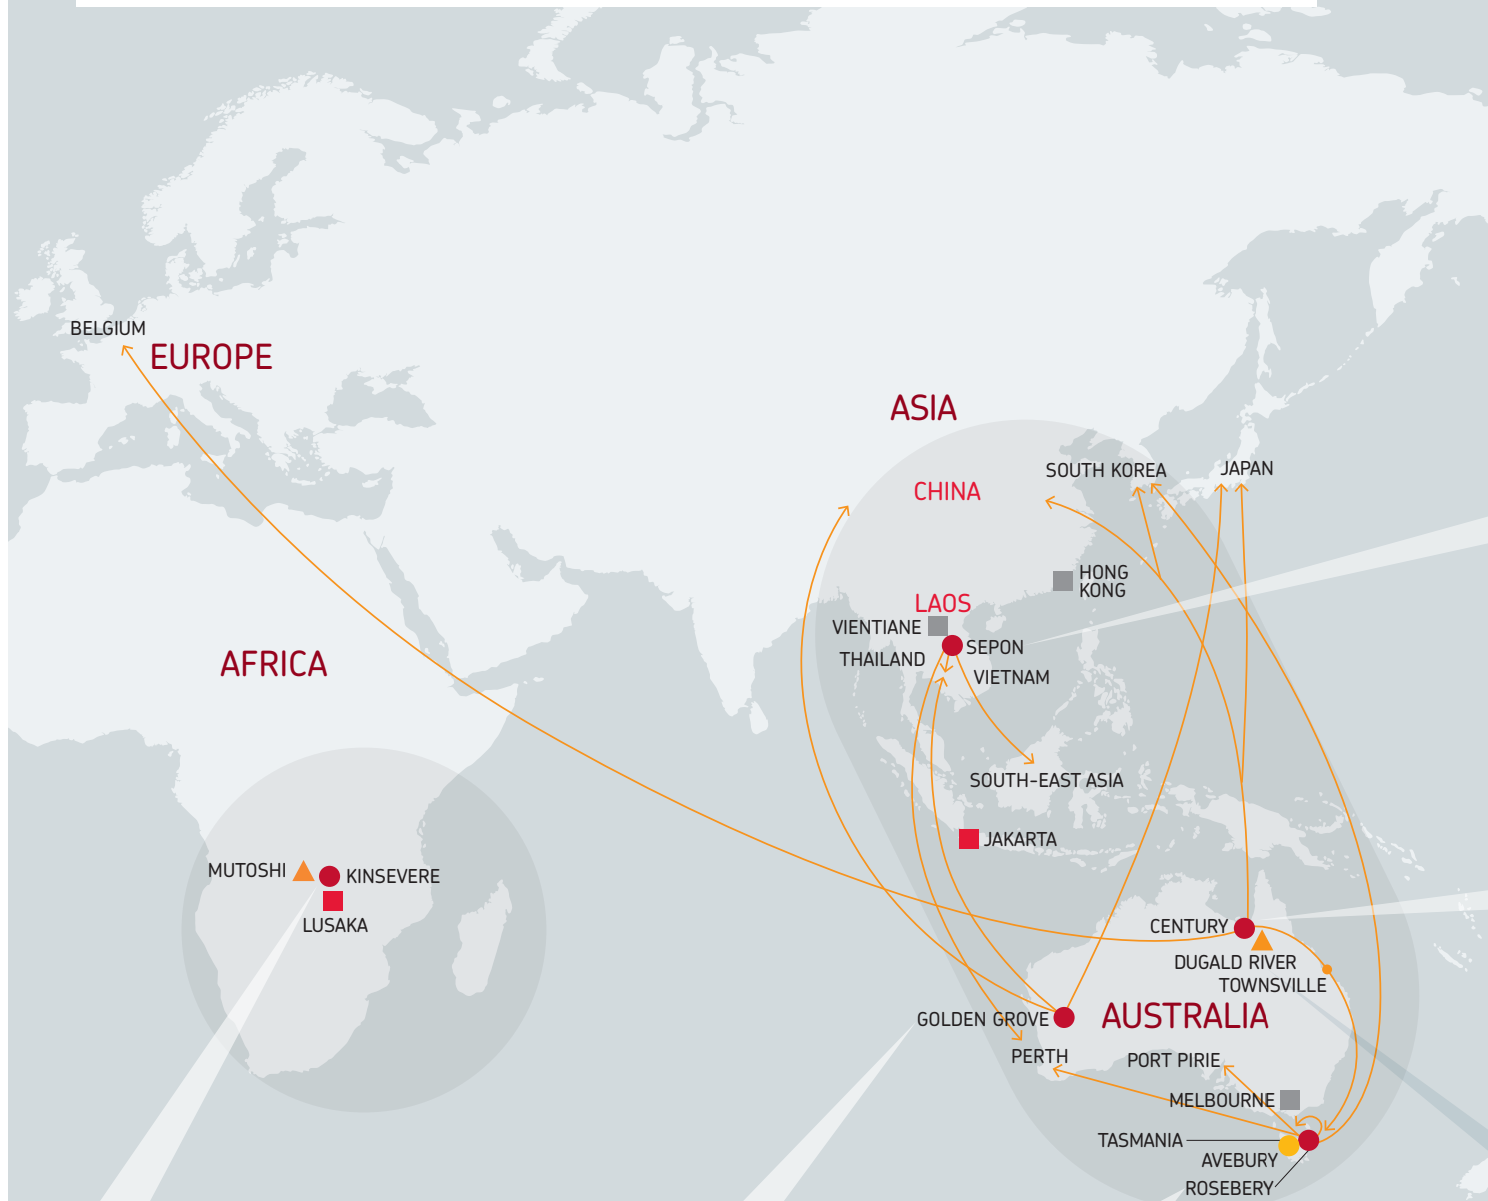 BELGIUM
EUROPE
ASIA
SOUTH KOREA
JAPAN
CHINA
HONG
KONG
LAOS
VIENTIANE
SEPON
THAILAND
VIETNAM
AFRICA
SOUTH-EAST ASIA
JAKARTA
MUTOSHI
KINSEVERE
LUSAKA
CENTURY
DUGALD RIVER
TOWNSVILLE
GOLDEN GROVE
AUSTRALIA
PERTH
PORT PIRIE
MELBOURNE
TASMANIA
AVEBURY
ROSEBERY